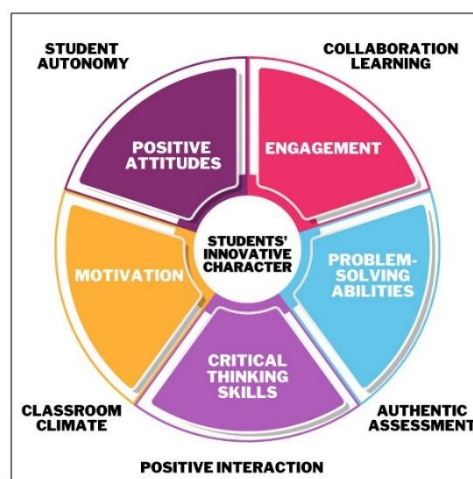 STUDENT
AUTONOMY
COLLABORATION
LEARNING
POSITIVE
ATTITUDES
ENGAGEMENT
STUDENTS'
INNOVATIVE
CHARACTER
MOTIVATION
PROBLEM-
SOLVING
ABILITIES
CRITICAL
THINKING
SKILLS
CLASSROOM
CLIMATE
AUTHENTIC
ASSESSMENT
POSITIVE INTERACTION